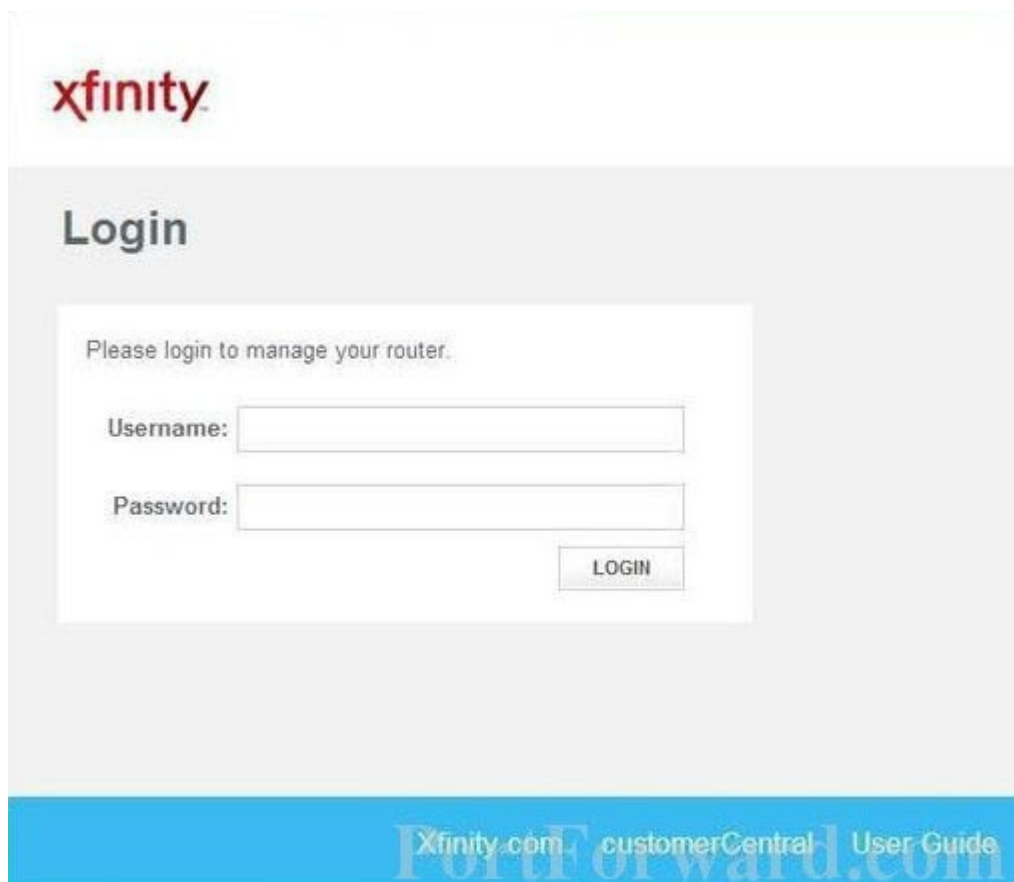 xfinity
Login
Please login to manage your router.
Username:
Password:
LOGIN
Xfinity.com customerCentral User Guide
PortForward.com